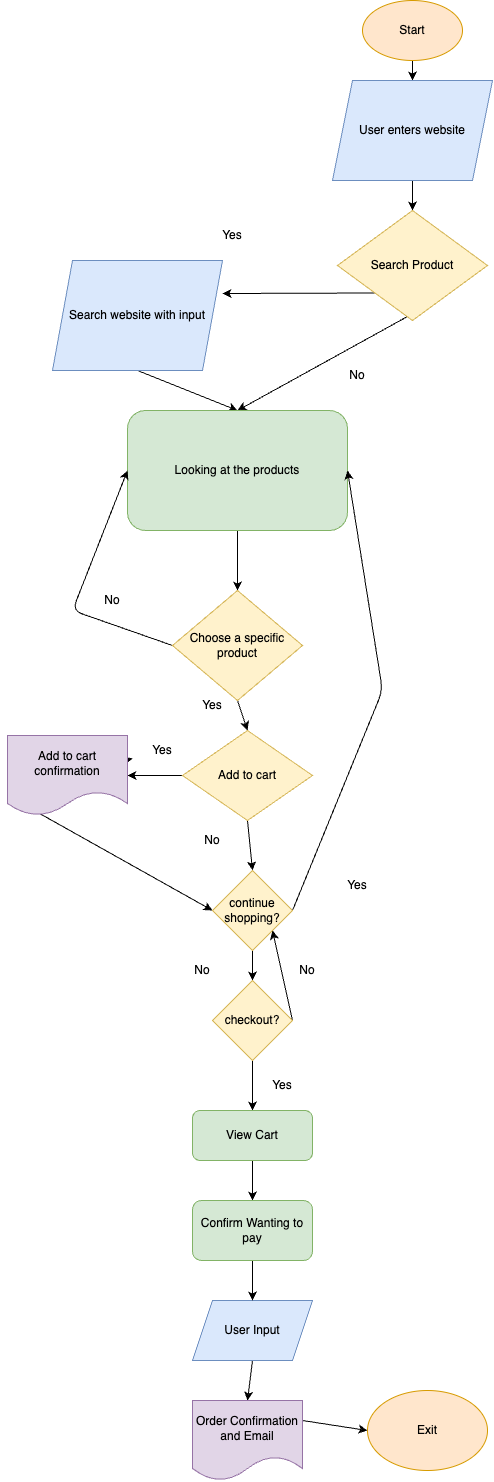 Start
User enters website
Yes
Search Product
Search website with input
No
Looking at the products
No
Choose a specific
product
Yes
Add to cart
confirmation
Yes
Add to cart
No
Yes
continue
shopping?
No
No
checkout?
Yes
View Cart
Confirm Wanting to
pay
User Input
Order Confirmation
and Email
Exit